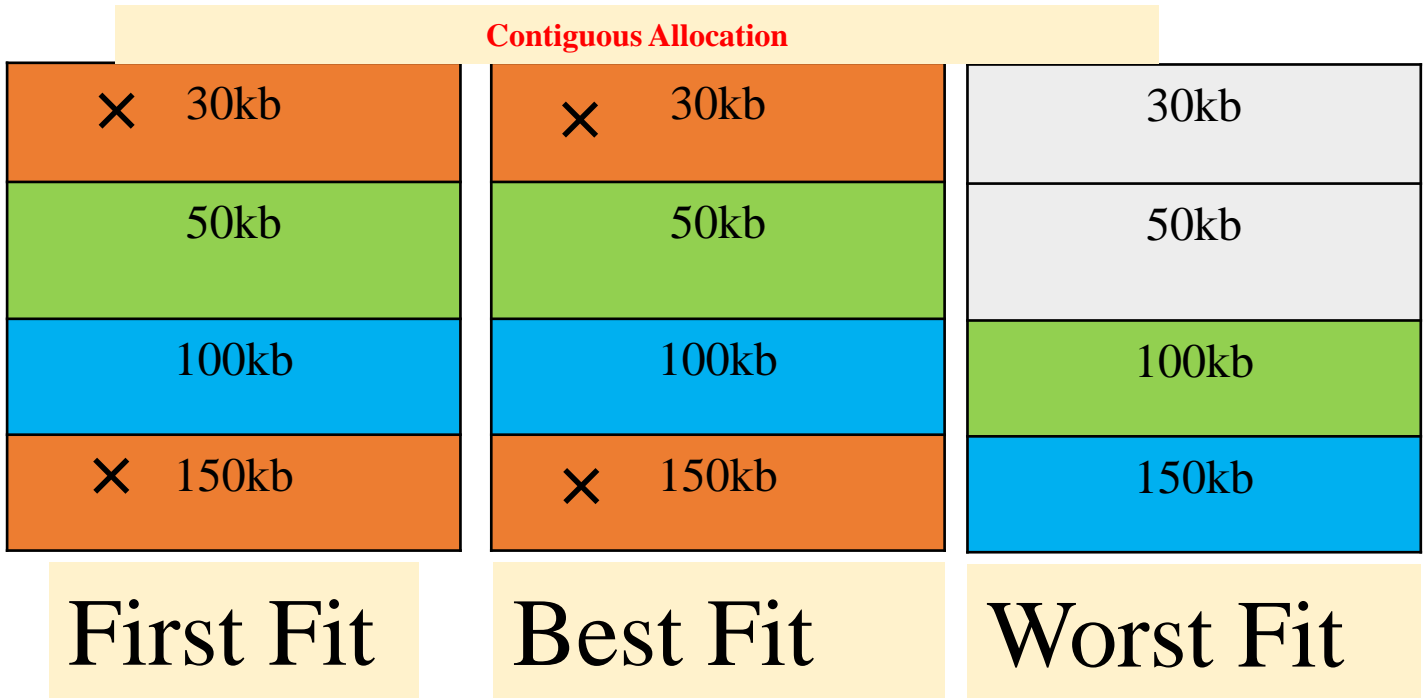 Contiguous Allocation
× 30kb
50kb
100kb
× 150kb
First Fit
× 30kb
50kb
100kb
× 150kb
Best Fit
30kb
50kb
100kb
150kb
Worst Fit